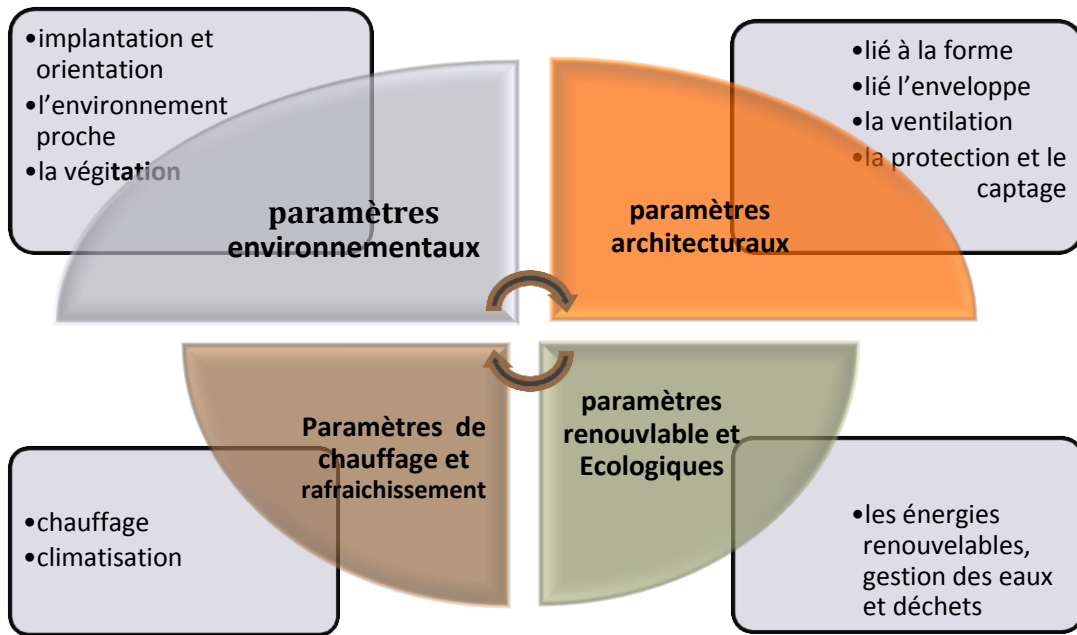 •implantation et
orientation
•l’environnement
proche
•la végitation
paramètres
environnementaux
•lié à la forme
•lié l’enveloppe
•la ventilation
•la protection et le
captage
paramètres
architecturaux
Paramètres de
chauffage et
rafraichissement
•chauffage
•climatisation
paramètres
renouvlable et
Ecologiques
•les énergies
renouvelables,
gestion des eaux
et déchets